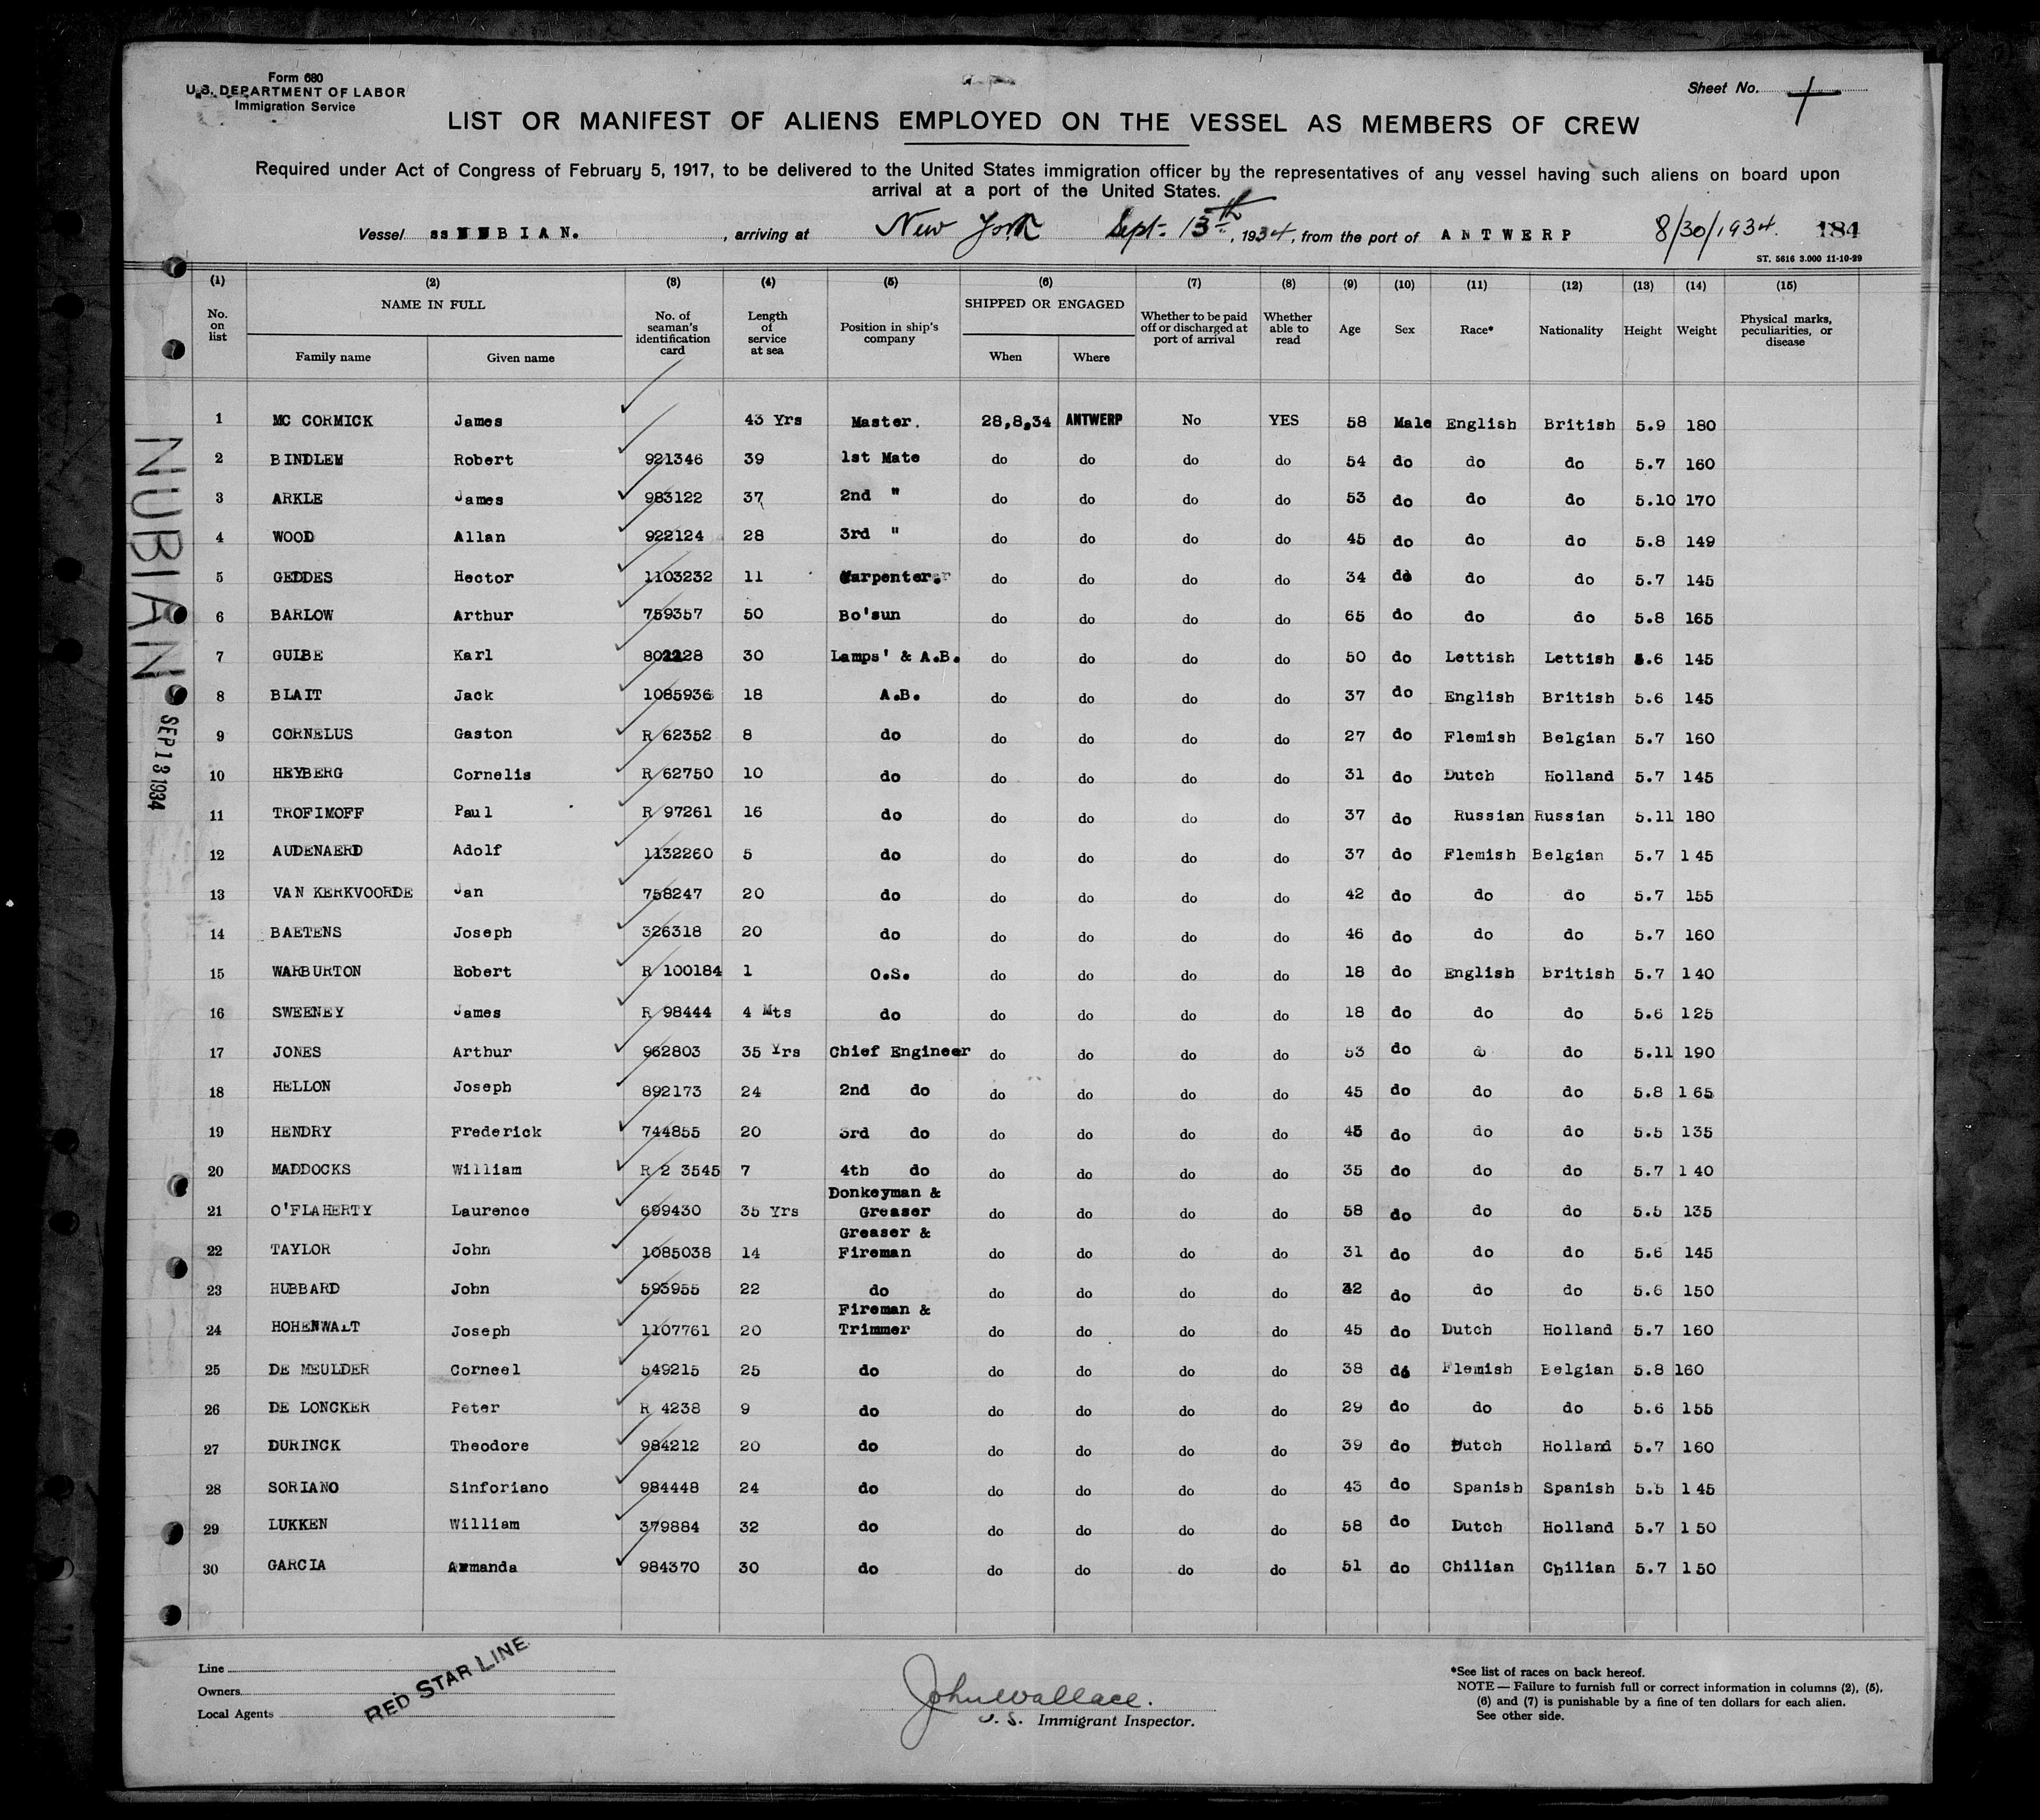 Form 680
U.S. DEPARTMENT OF LABOR
Immigration Service
Sheet No. 1
LIST OR MANIFEST OF ALIENS EMPLOYED ON THE VESSEL AS MEMBERS OF CREW
Required under Act of Congress of February 5, 1917, to be delivered to the United States immigration officer by the representatives of any vessel having such aliens on board upon
arrival at a port of the United States.
Vessel ss NUBIAN. , arriving at New York Sept. 13th, 1934, from the port of ANTWERP 8/30/1934. 184
ST. 5616 3.000 11-10-29
(1) (2) (3) (4) (5) (6) (7) (8) (9) (10) (11) (12) (13) (14) (15)
No. on list NAME IN FULL Family name Given name No. of seaman's identification card Length of service at sea Position in ship's company SHIPPED OR ENGAGED When Where Whether to be paid off or discharged at port of arrival Whether able to read Age Sex Race* Nationality Height Weight Physical marks, peculiarities, or disease
1 MC CORMICK James 43 Yrs Master. 28,8,34 ANTWERP No YES 58 Male English British 5.9 180
2 BINDLEM Robert 921346 39 1st Mate do do do do 54 do do do 5.7 160
3 ARKLE James 983122 37 2nd " do do do do 53 do do do 5.10 170
4 WOOD Allan 922124 28 3rd " do do do do 45 do do do 5.8 149
5 GEDDES Hector 1103232 11 Carpenter. do do do do 34 do do do 5.7 145
6 BARLOW Arthur 759357 50 Bo'sun do do do do 65 do do do 5.8 165
7 GULBE Karl 802228 30 Lamps' & A.B. do do do do 50 do Lettish Lettish 5.6 145
8 BLAIT Jack 1085936 18 A.B. do do do do 37 do English British 5.6 145
9 CORNELUS Gaston R 62352 8 do do do do do 27 do Flemish Belgian 5.7 160
10 HEYBERG Cornelis R 62750 10 do do do do do 31 do Dutch Holland 5.7 145
11 TROFIMOFF Paul R 97261 16 do do do do do 37 do Russian Russian 5.11 180
12 AUDENAERD Adolf 1132260 5 do do do do do 37 do Flemish Belgian 5.7 145
13 VAN KERKVOORDE Jan 758247 20 do do do do do 42 do do do 5.7 155
14 BAETENS Joseph 326318 20 do do do do do 46 do do do 5.7 160
15 WARBURTON Robert R 100184 1 O.S. do do do do 18 do English British 5.7 140
16 SWEENEY James R 98444 4 Mts do do do do do 18 do do do 5.6 125
17 JONES Arthur 962803 35 Yrs Chief Engineer do do do do 53 do do do 5.11 190
18 HELLON Joseph 892173 24 2nd do do do do do 45 do do do 5.8 165
19 HENDRY Frederick 744855 20 3rd do do do do do 45 do do do 5.5 135
20 MADDOCKS William R 2 3545 7 4th do do do do do 35 do do do 5.7 140
21 O'FLAHERTY Laurence 699430 35 Yrs Donkeyman & Greaser do do do do 58 do do do 5.5 135
22 TAYLOR John 1085038 14 Greaser & Fireman do do do do 31 do do do 5.6 145
23 HUBBARD John 593955 22 do do do do do 42 do do do 5.6 150
24 HOHENWALT Joseph 1107761 20 Fireman & Trimmer do do do do 45 do Dutch Holland 5.7 160
25 DE MEULDER Corneel 549215 25 do do do do do 38 do Flemish Belgian 5.8 160
26 DE LONCKER Peter R 4238 9 do do do do do 29 do do do 5.6 155
27 DURINCK Theodore 984212 20 do do do do do 39 do Dutch Holland 5.7 160
28 SORIANO Sinforiano 984448 24 do do do do do 43 do Spanish Spanish 5.5 145
29 LUKKEN William 379884 32 do do do do do 58 do Dutch Holland 5.7 150
30 GARCIA Armanda 984370 30 do do do do do 51 do Chilian Chilian 5.7 150
NUBIAN
SEP 13 1934
Line
Owners
Local Agents
RED STAR LINE
John Wallace.
U. S. Immigrant Inspector.
*See list of races on back hereof.
NOTE — Failure to furnish full or correct information in columns (2), (5),
(6) and (7) is punishable by a fine of ten dollars for each alien.
See other side.